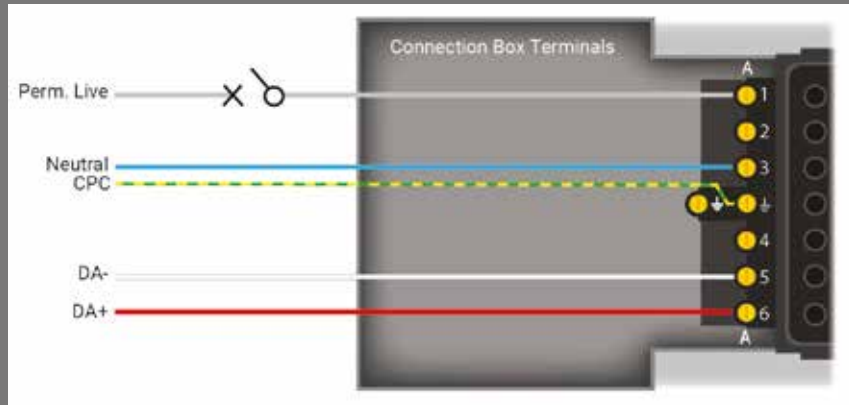 Connection Box Terminals
A
Perm. Live
1
2
Neutral
3
CPC
4
DA-
5
DA+
6
A